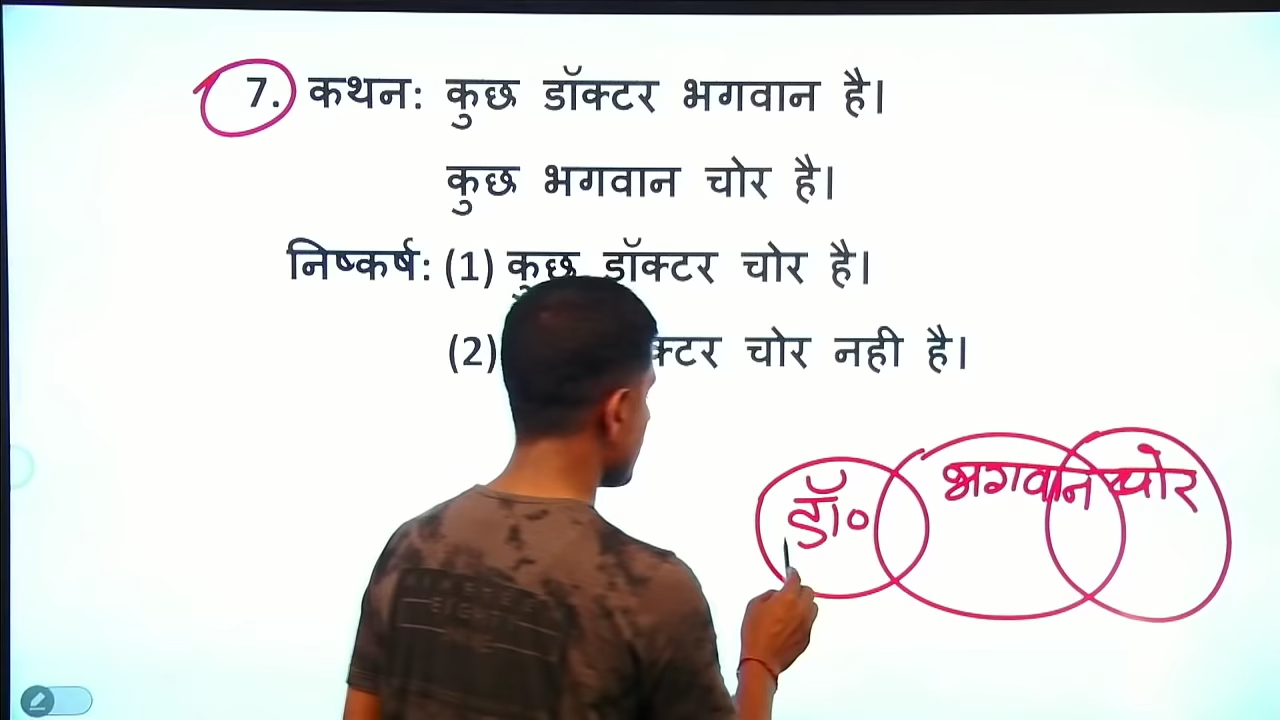 7. कथन: कुछ डॉक्टर भगवान है।
कुछ भगवान चोर है।
निष्कर्ष: (1) कुछ डॉक्टर चोर है।
(2) क्टर चोर नही है।
डॉ० भगवान चोर